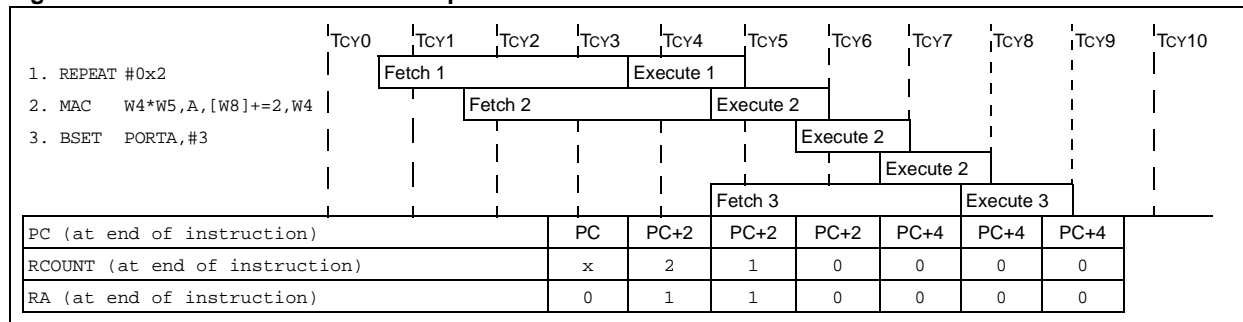 TCY0 TCY1 TCY2 TCY3 TCY4 TCY5 TCY6 TCY7 TCY8 TCY9 TCY10
1. REPEAT #0x2 Fetch 1 Execute 1
2. MAC W4*W5,A,[W8]+=2,W4 Fetch 2 Execute 2
3. BSET PORTA,#3 Execute 2
Execute 2
Fetch 3 Execute 3
PC (at end of instruction) PC PC+2 PC+2 PC+2 PC+4 PC+4 PC+4
RCOUNT (at end of instruction) x 2 1 0 0 0 0
RA (at end of instruction) 0 1 1 0 0 0 0